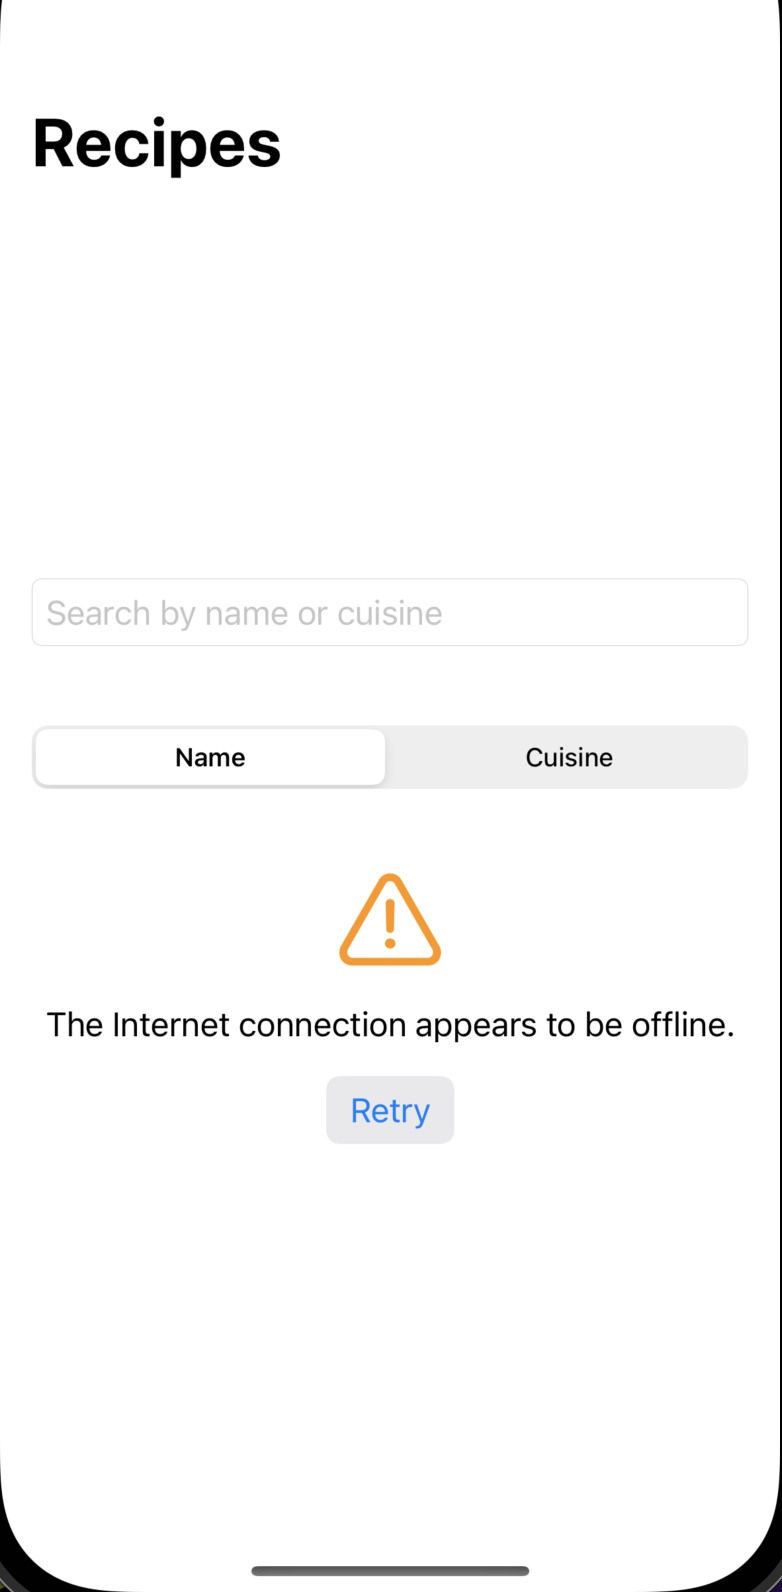 Recipes
Search by name or cuisine
Name Cuisine
The Internet connection appears to be offline.
Retry